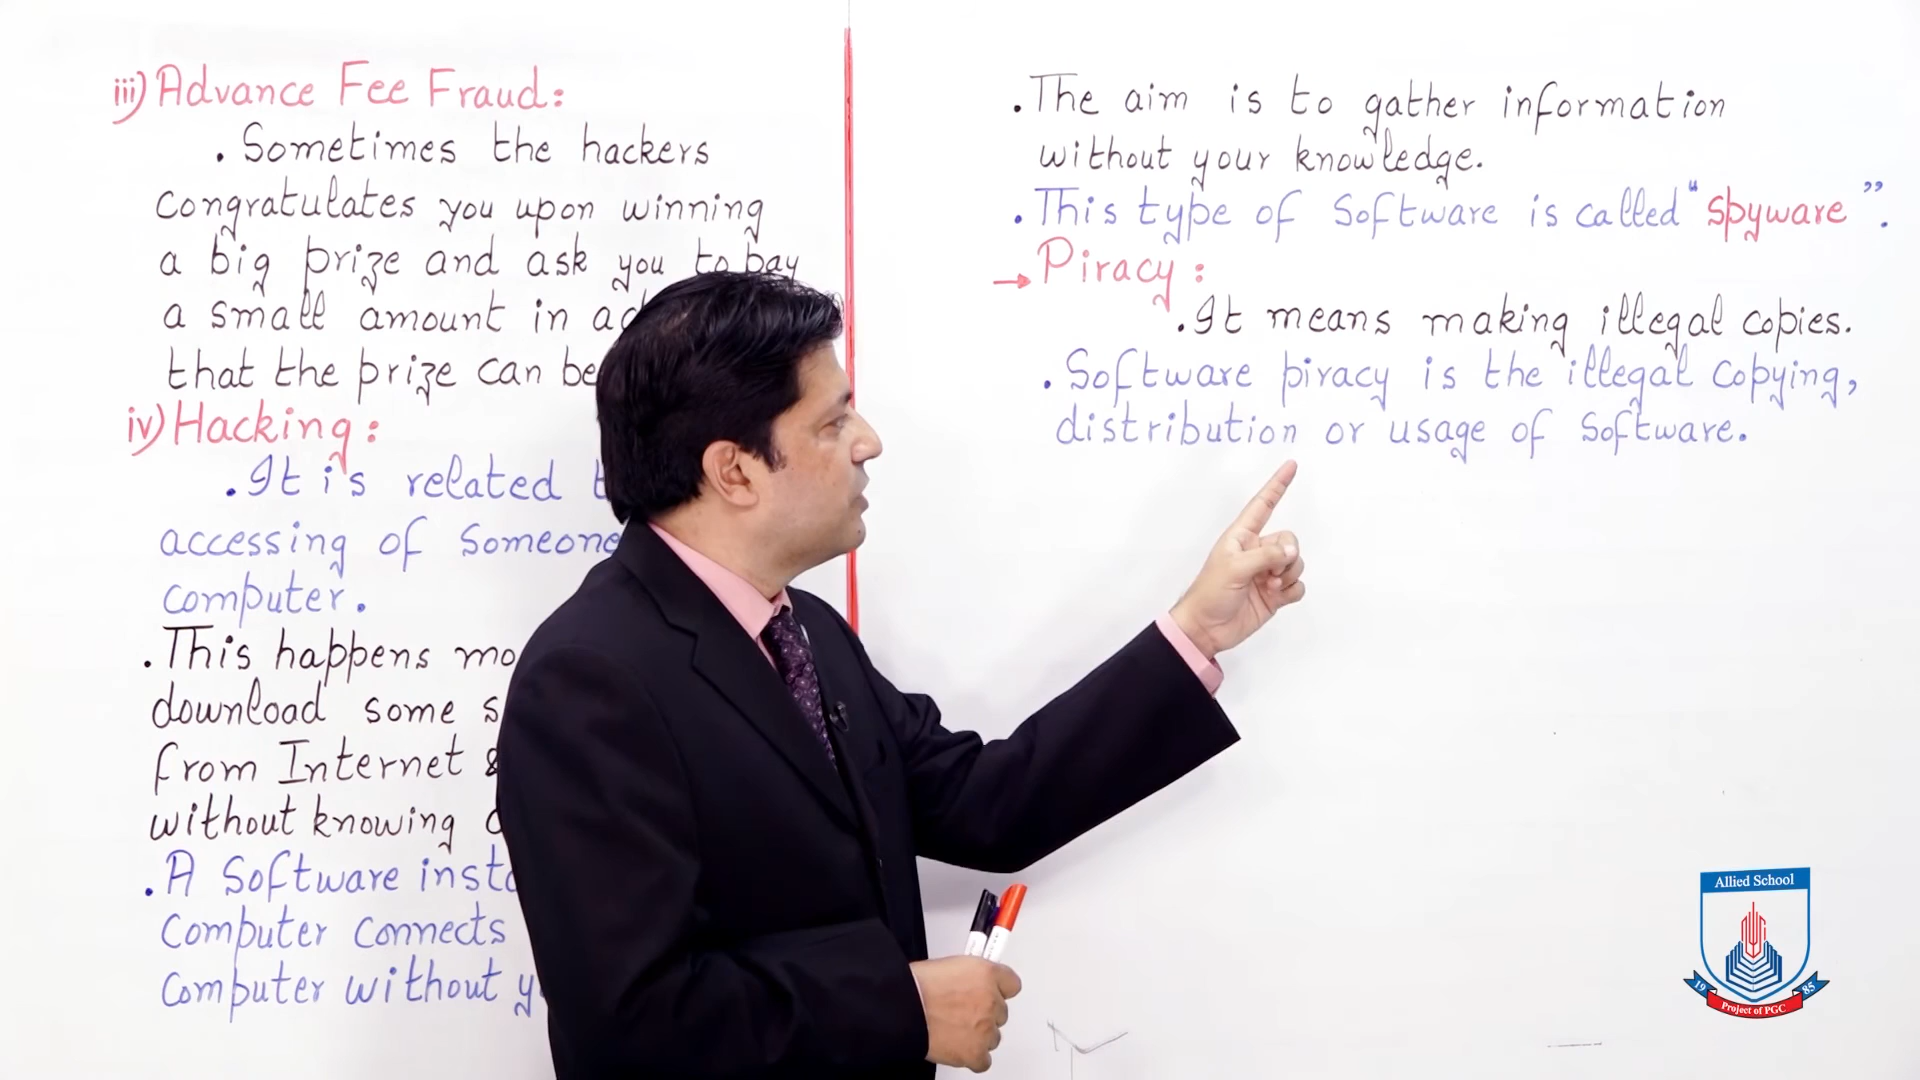 iii) Advance Fee Fraud:
. Sometimes the hackers
congratulates you upon winning
a big prize and ask you to pay
a small amount in
that the prize can be
iv) Hacking:
. It is related
accessing of someone
computer.
. This happens
download some
from Internet &
without knowing
. A Software
Computer connects
Computer without
. The aim is to gather information
without your knowledge.
. This type of Software is called "spyware".
→ Piracy:
. It means making illegal copies.
. Software piracy is the illegal copying,
distribution or usage of Software.
Allied School
19 85
Project of PGC